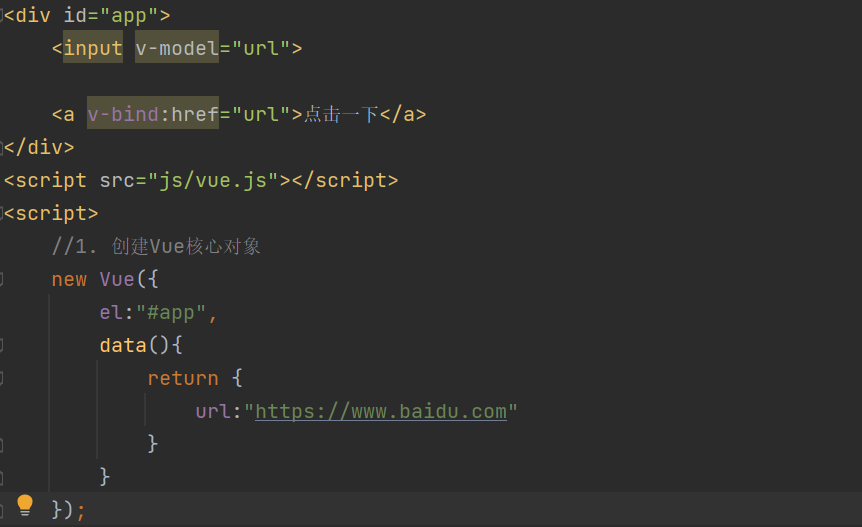 <div id="app">
    <input v-model="url">
    <a v-bind:href="url">点击一下</a>
</div>
<script src="js/vue.js"></script>
<script>
    //1. 创建Vue核心对象
    new Vue({
        el:"#app",
        data(){
            return {
                url:"https://www.baidu.com"
            }
        }
    });